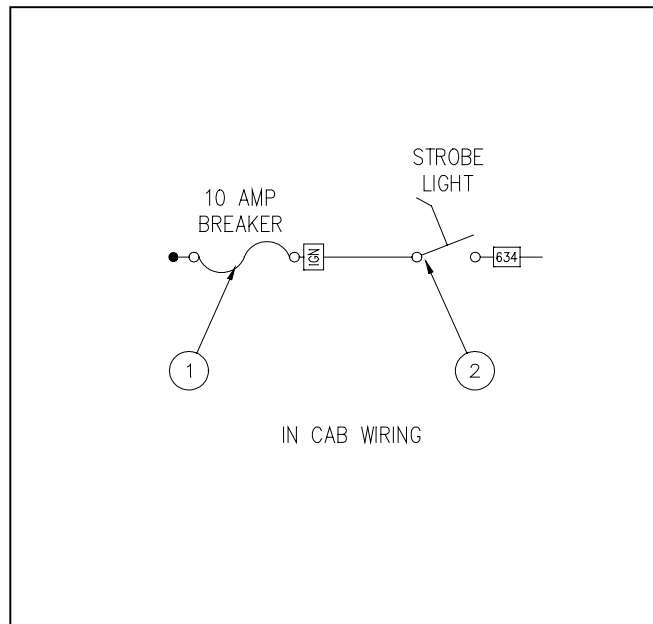 STROBE
LIGHT
10 AMP
BREAKER
IGN
634
1
2
IN CAB WIRING